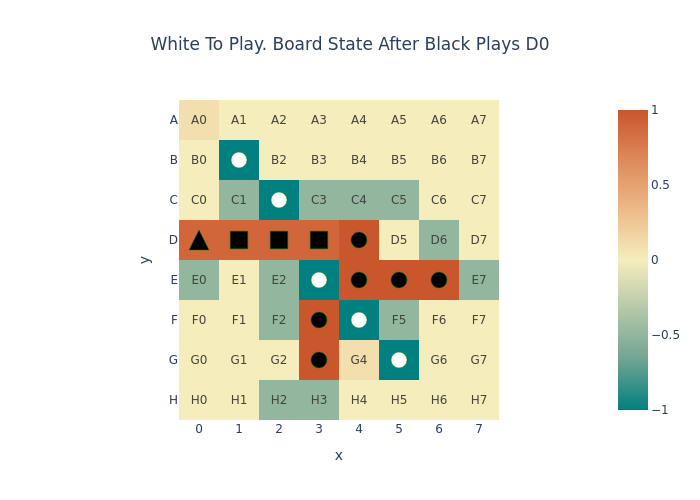 White To Play. Board State After Black Plays D0
A A0 A1 A2 A3 A4 A5 A6 A7
B B0 B2 B3 B4 B5 B6 B7
C C0 C1 C3 C4 C5 C6 C7
D D5 D6 D7
E E0 E1 E2 E7
F F0 F1 F2 F5 F6 F7
G G0 G1 G2 G4 G6 G7
H H0 H1 H2 H3 H4 H5 H6 H7
0 1 2 3 4 5 6 7
x
y
1
0.5
0
−0.5
−1